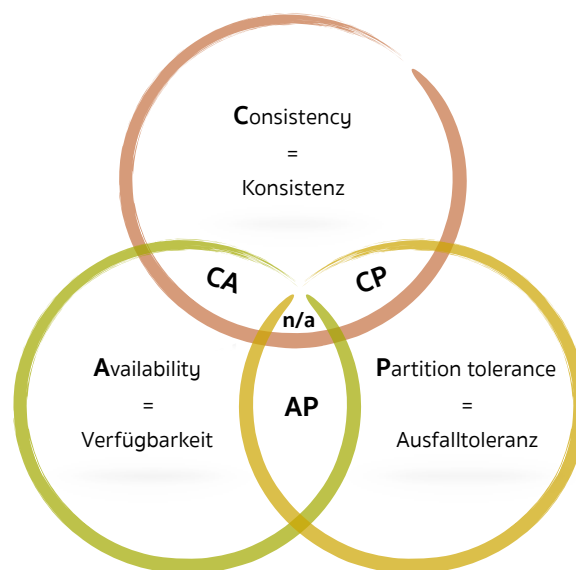 Consistency
=
Konsistenz
CA
CP
n/a
Availability
=
Verfügbarkeit
AP
Partition tolerance
=
Ausfalltoleranz